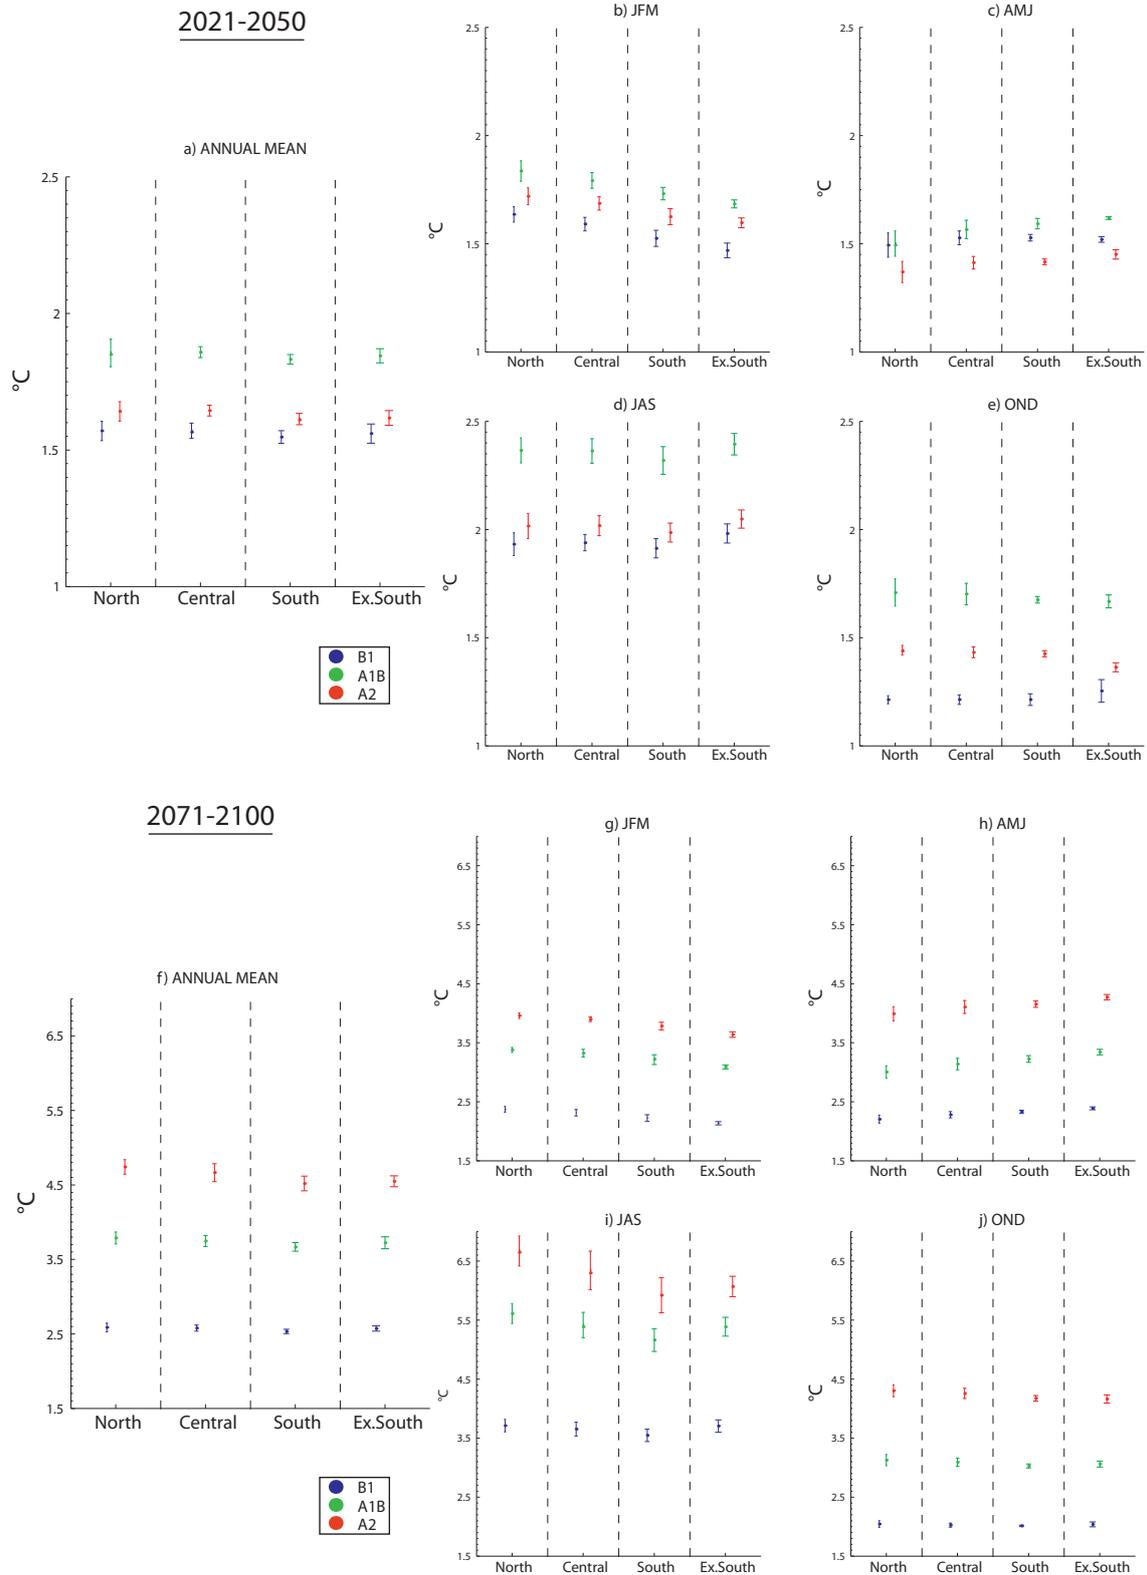 2021-2050
a) ANNUAL MEAN
2.5
2
1.5
1
°C
North Central South Ex.South
B1
A1B
A2
b) JFM
2.5
2
1.5
1
°C
North Central South Ex.South
c) AMJ
2.5
2
1.5
1
°C
North Central South Ex.South
d) JAS
2.5
2
1.5
1
°C
North Central South Ex.South
e) OND
2.5
2
1.5
1
°C
North Central South Ex.South
2071-2100
f) ANNUAL MEAN
6.5
5.5
4.5
3.5
2.5
1.5
°C
North Central South Ex.South
B1
A1B
A2
g) JFM
6.5
5.5
4.5
3.5
2.5
1.5
°C
North Central South Ex.South
h) AMJ
6.5
5.5
4.5
3.5
2.5
1.5
°C
North Central South Ex.South
i) JAS
6.5
5.5
4.5
3.5
2.5
1.5
°C
North Central South Ex.South
j) OND
6.5
5.5
4.5
3.5
2.5
1.5
°C
North Central South Ex.South